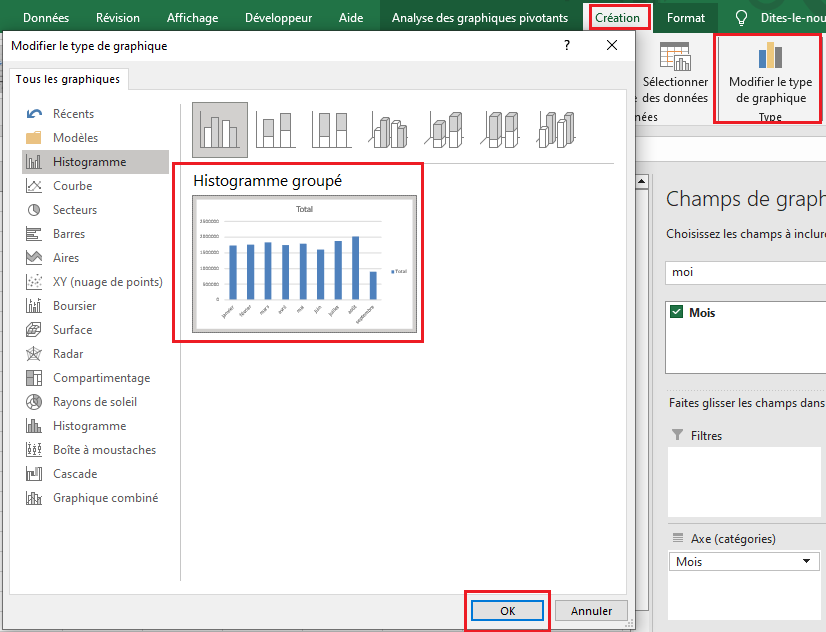 Données Révision Affichage Développeur Aide Analyse des graphiques pivotants Création Format Dites-le-nou
Modifier le type de graphique ?
Tous les graphiques
Récents
Modèles
Histogramme
Courbe
Secteurs
Barres
Aires
XY (nuage de points)
Boursier
Surface
Radar
Compartimentage
Rayons de soleil
Histogramme
Boîte à moustaches
Cascade
Graphique combiné
Histogramme groupé
Total
2500000
2000000
1500000
1000000
500000
0
janvier février mars avril mai juin juillet août septembre
Total
OK Annuler
Sélectionner
des données
nées
Modifier le type
de graphique
Type
Champs de graph
Choisissez les champs à inclure
moi
Mois
Faites glisser les champs dans
Filtres
Axe (catégories)
Mois